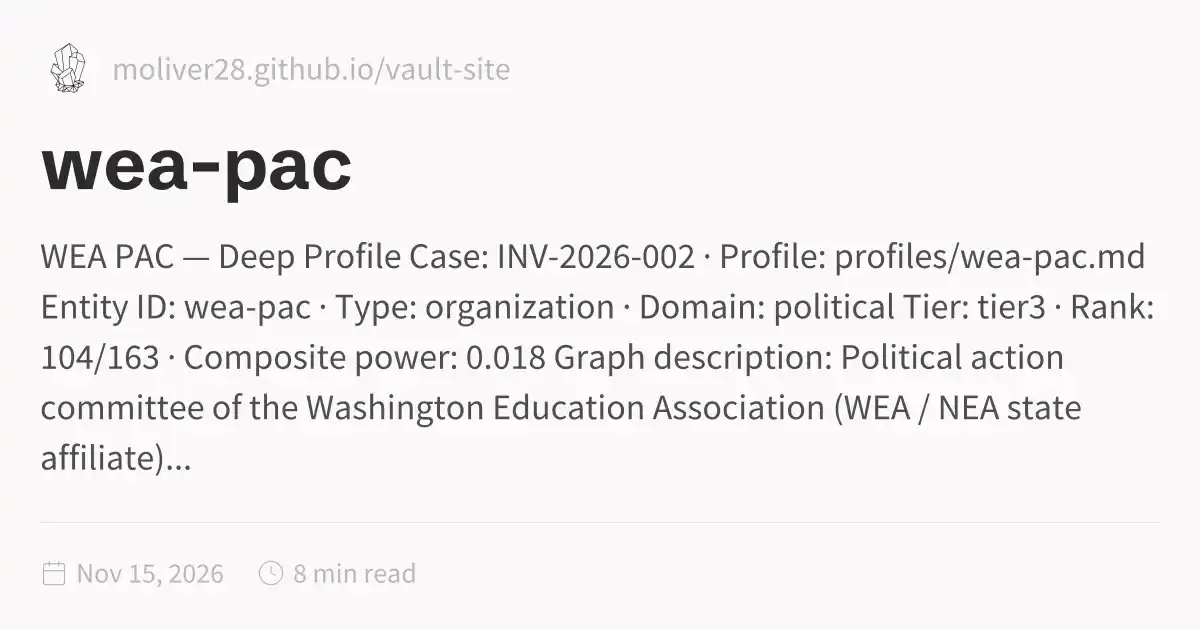 moliver28.github.io/vault-site
wea-pac
WEA PAC — Deep Profile Case: INV-2026-002 · Profile: profiles/wea-pac.md
Entity ID: wea-pac · Type: organization · Domain: political Tier: tier3 · Rank:
104/163 · Composite power: 0.018 Graph description: Political action
committee of the Washington Education Association (WEA / NEA state
affiliate)...
Nov 15, 2026 8 min read